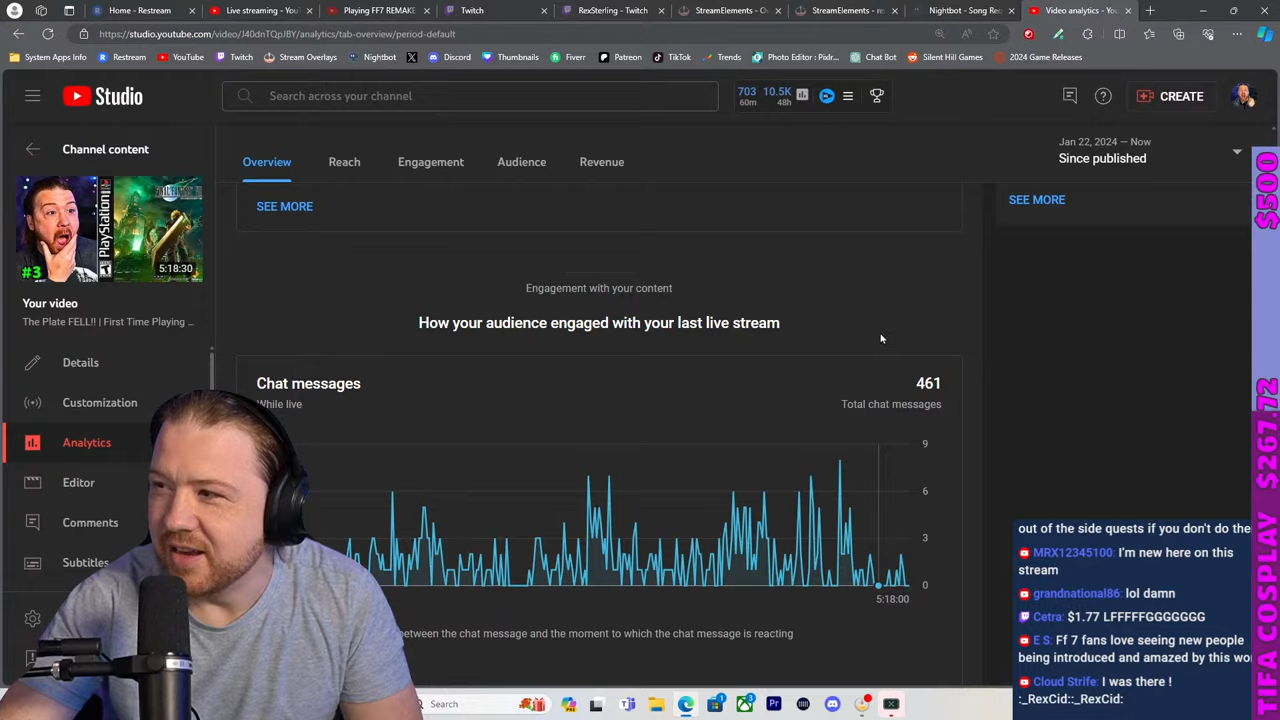 Home - Restream
Live streaming - You
Playing FF7 REMAKE
Twitch
RexSterling - Twitch
StreamElements - Ov
StreamElements - m
Nightbot - Song Req
Video analytics - You
https://studio.youtube.com/video/J40dnTQpJBY/analytics/tab-overview/period-default
System Apps Info
Restream
YouTube
Twitch
Stream Overlays
Nightbot
X
Discord
Thumbnails
Fiverr
Patreon
TikTok
Trends
Photo Editor : Pixlr...
Chat Bot
Silent Hill Games
2024 Game Releases
Studio
Search across your channel
703
60m
10.5K
48h
CREATE
Channel content
Overview
Reach
Engagement
Audience
Revenue
Jan 22, 2024 — Now
Since published
#3
PlayStation
5:18:30
SEE MORE
SEE MORE
$500
Your video
The Plate FELL!! | First Time Playing ...
Engagement with your content
How your audience engaged with your last live stream
Details
Customization
Analytics
Editor
Comments
Subtitles
Chat messages
While live
461
Total chat messages
9
6
3
0
5:18:00
between the chat message and the moment to which the chat message is reacting
TIFA COSPLAY $267.72
out of the side quests if you don't do the
MRX12345100: I'm new here on this
stream
grandnational86: lol damn
Cetra: $1.77 LFFFFFGGGGGGG
E S: Ff 7 fans love seeing new people
being introduced and amazed by this wo
Cloud Strife: I was there !
:_RexCid::_RexCid:
Search